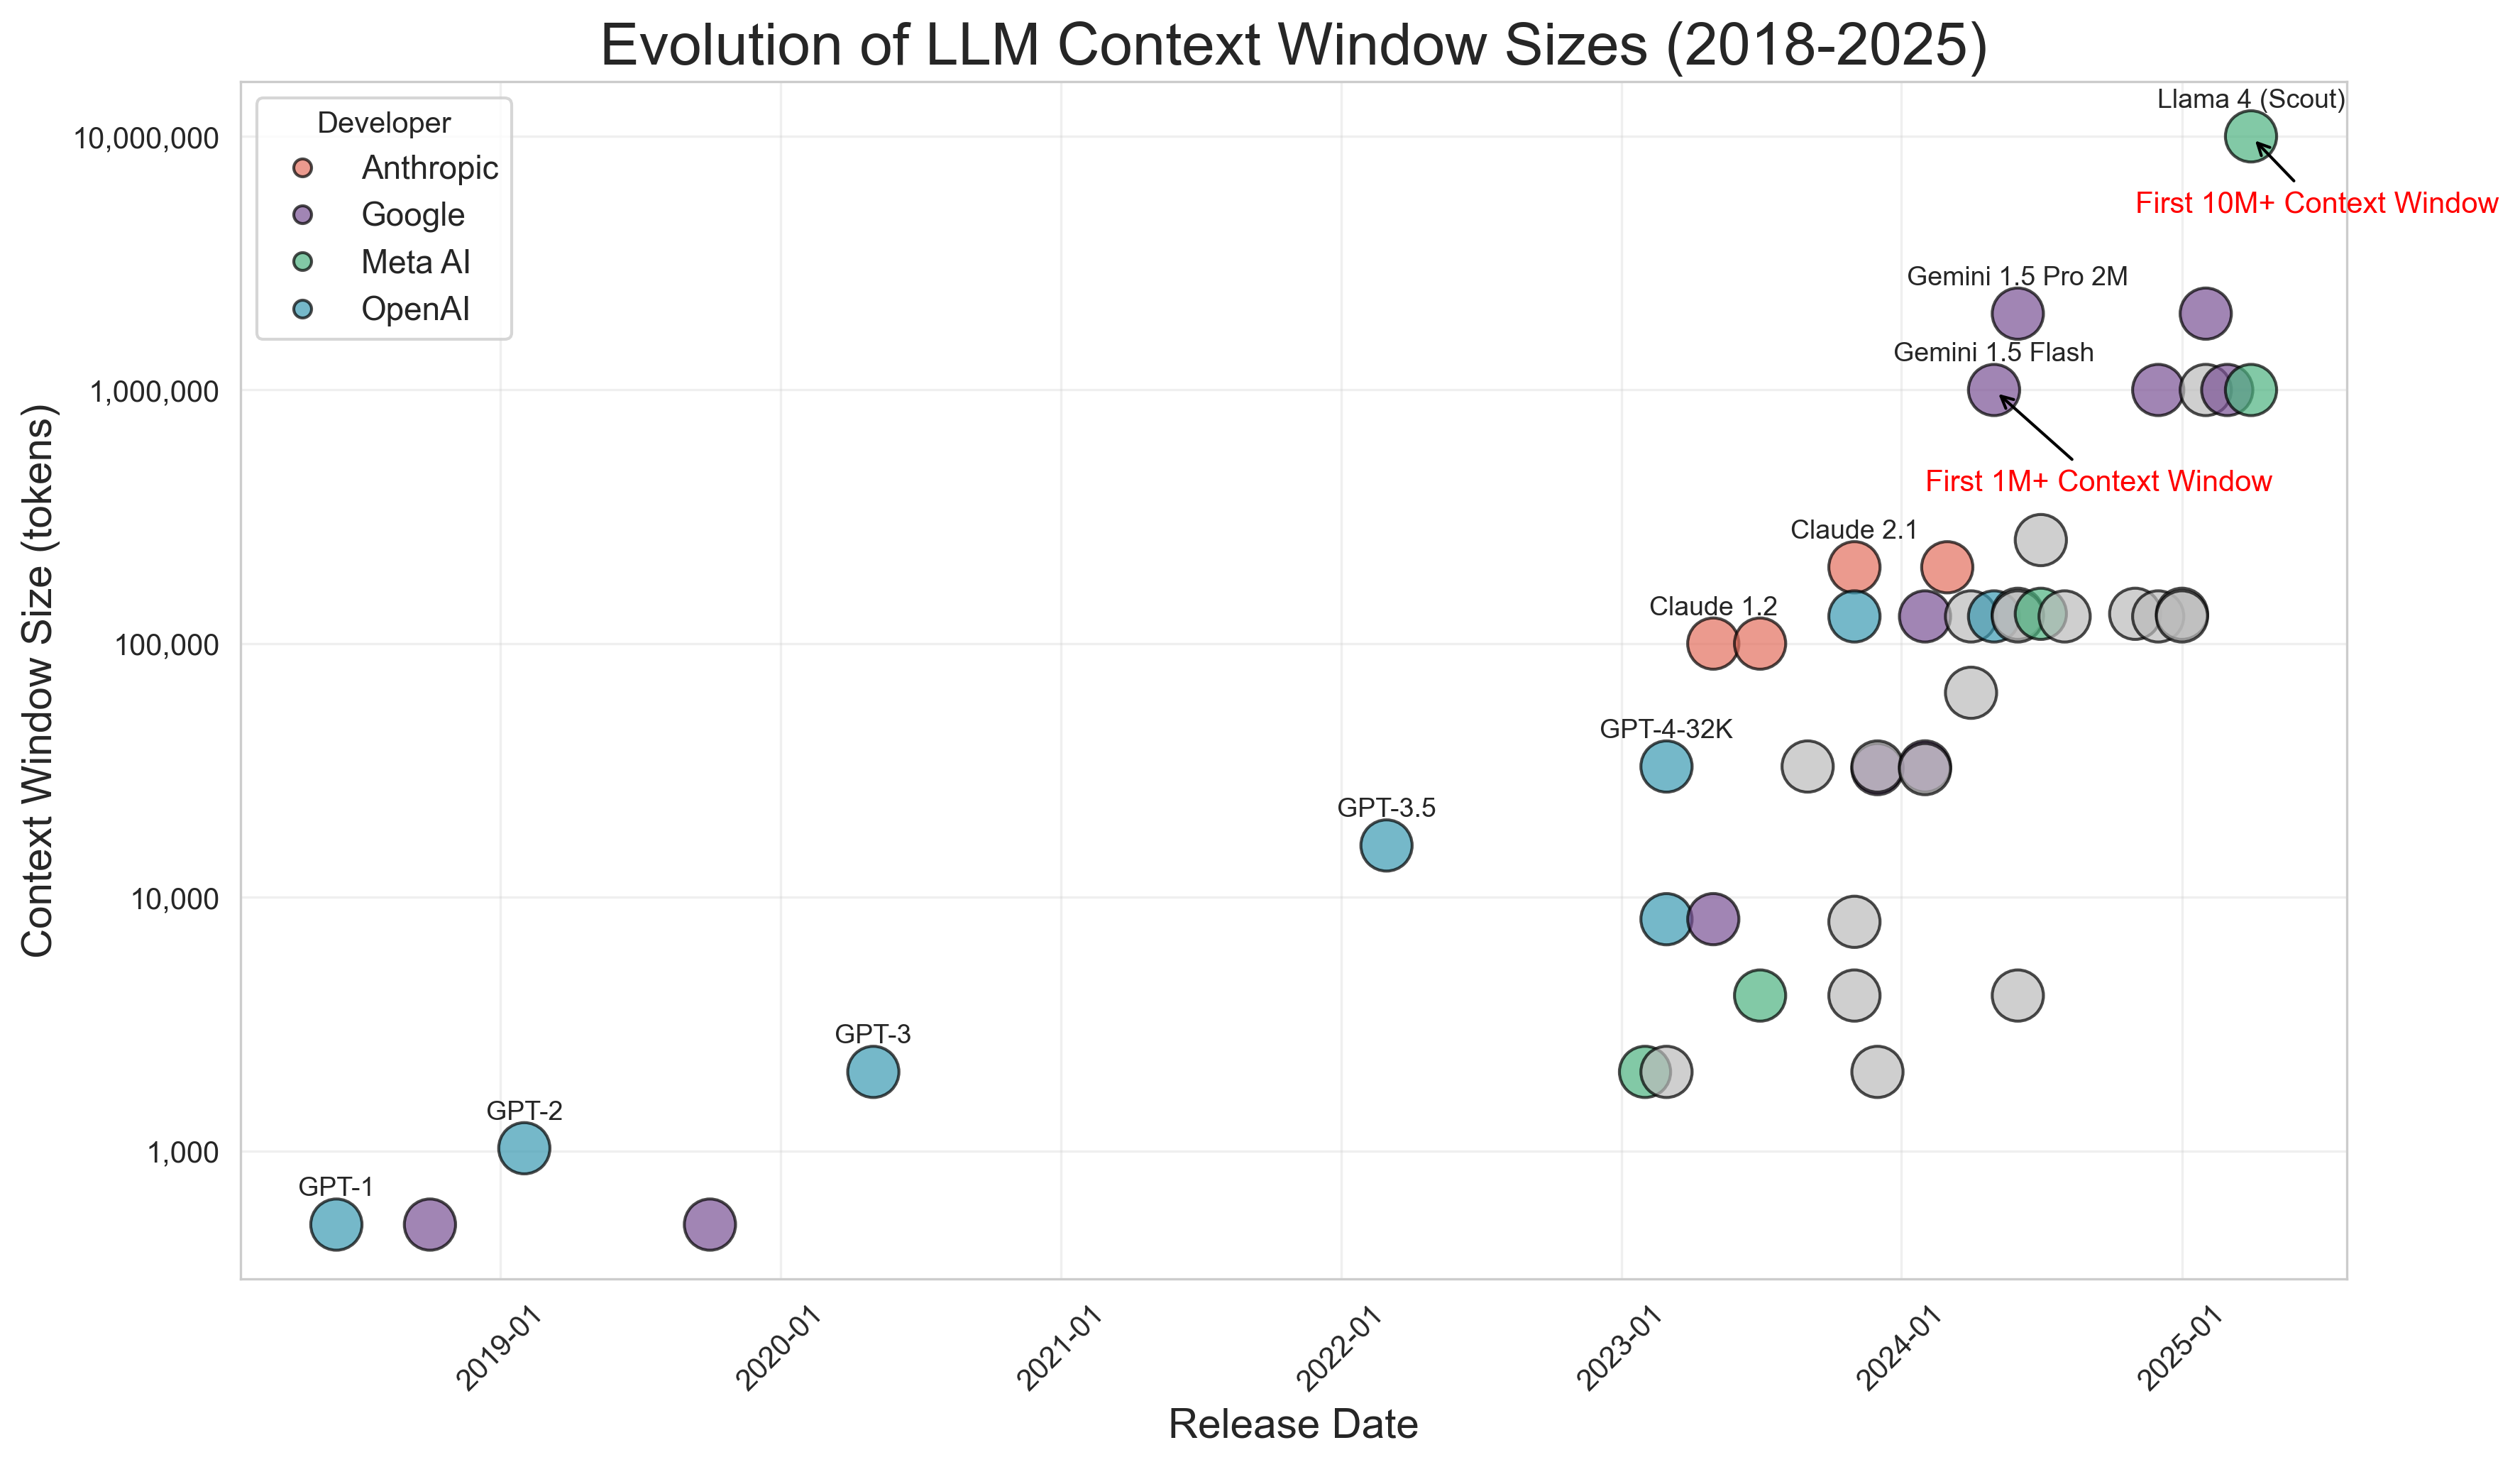 Evolution of LLM Context Window Sizes (2018-2025)
Developer
Anthropic
Google
Meta AI
OpenAI
Context Window Size (tokens)
10,000,000
1,000,000
100,000
10,000
1,000
Llama 4 (Scout)
First 10M+ Context Window
Gemini 1.5 Pro 2M
Gemini 1.5 Flash
First 1M+ Context Window
Claude 2.1
Claude 1.2
GPT-4-32K
GPT-3.5
GPT-3
GPT-2
GPT-1
2019-01
2020-01
2021-01
2022-01
2023-01
2024-01
2025-01
Release Date